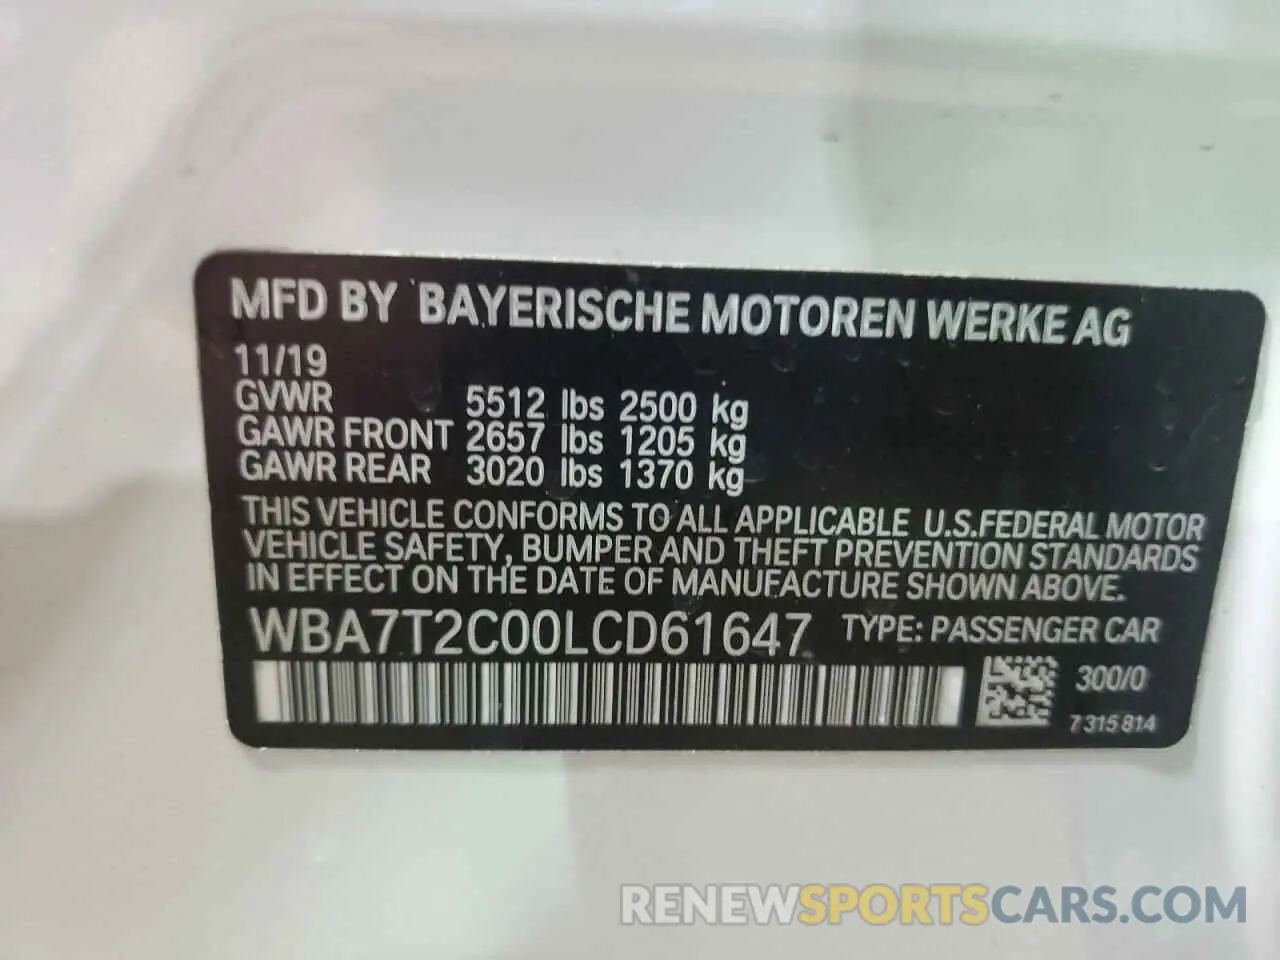 MFD BY BAYERISCHE MOTOREN WERKE AG
11/19
GVWR 5512 lbs 2500 kg
GAWR FRONT 2657 lbs 1205 kg
GAWR REAR 3020 lbs 1370 kg
THIS VEHICLE CONFORMS TO ALL APPLICABLE U.S.FEDERAL MOTOR
VEHICLE SAFETY, BUMPER AND THEFT PREVENTION STANDARDS
IN EFFECT ON THE DATE OF MANUFACTURE SHOWN ABOVE.
WBA7T2C00LCD61647 TYPE: PASSENGER CAR
300/0
7 315 814
RENEWSPORTSCARS.COM